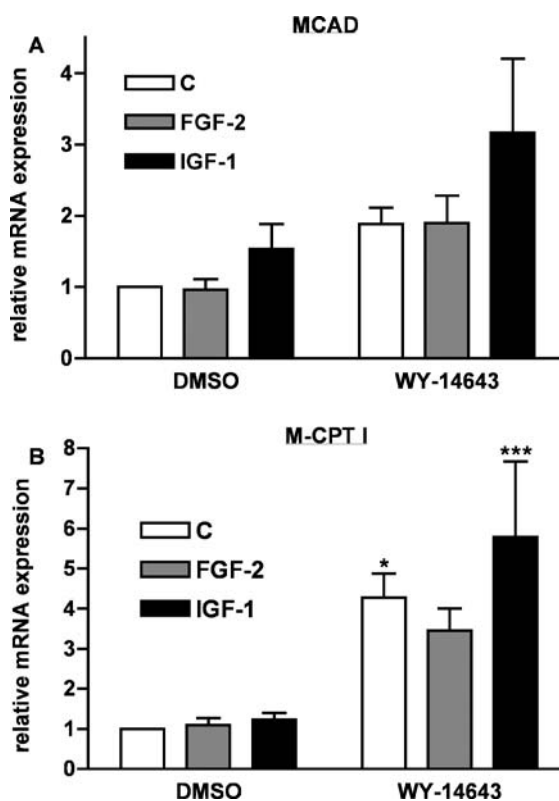 A
MCAD
relative mRNA expression
4
3
2
1
0
C
FGF-2
IGF-1
DMSO
WY-14643
B
M-CPT I
relative mRNA expression
8
7
6
5
4
3
2
1
0
C
FGF-2
IGF-1
*
***
DMSO
WY-14643